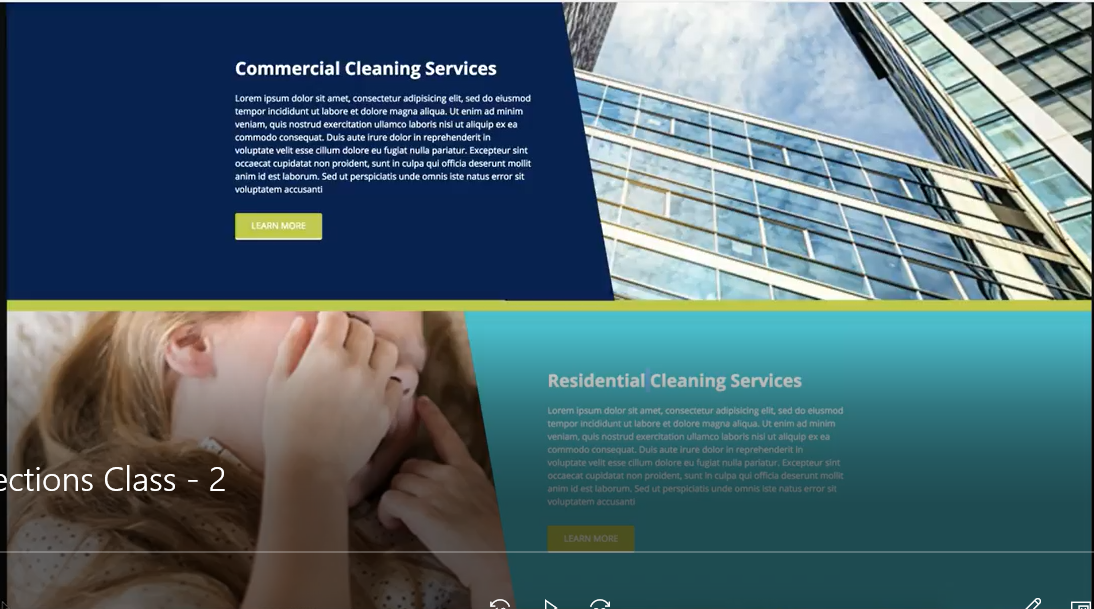 Commercial Cleaning Services
Lorem ipsum dolor sit amet, consectetur adipisicing elit, sed do eiusmod
tempor incididunt ut labore et dolore magna aliqua. Ut enim ad minim
veniam, quis nostrud exercitation ullamco laboris nisi ut aliquip ex ea
commodo consequat. Duis aute irure dolor in reprehenderit in
voluptate velit esse cillum dolore eu fugiat nulla pariatur. Excepteur sint
occaecat cupidatat non proident, sunt in culpa qui officia deserunt mollit
anim id est laborum. Sed ut perspiciatis unde omnis iste natus error sit
voluptatem accusanti
LEARN MORE
Residential Cleaning Services
Lorem ipsum dolor sit amet, consectetur adipisicing elit, sed do eiusmod
tempor incididunt ut labore et dolore magna aliqua. Ut enim ad minim
veniam, quis nostrud exercitation ullamco laboris nisi ut aliquip ex ea
commodo consequat. Duis aute irure dolor in reprehenderit in
voluptate velit esse cillum dolore eu fugiat nulla pariatur. Excepteur sint
occaecat cupidatat non proident, sunt in culpa qui officia deserunt mollit
anim id est laborum. Sed ut perspiciatis unde omnis iste natus error sit
voluptatem accusanti
LEARN MORE
ections Class - 2